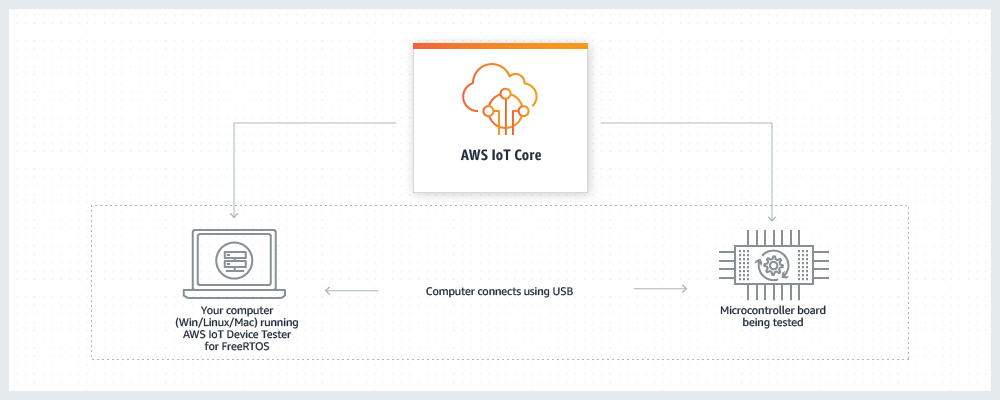 AWS IoT Core
Computer connects using USB
Your computer
(Win/Linux/Mac) running
AWS IoT Device Tester
for FreeRTOS
Microcontroller board
being tested